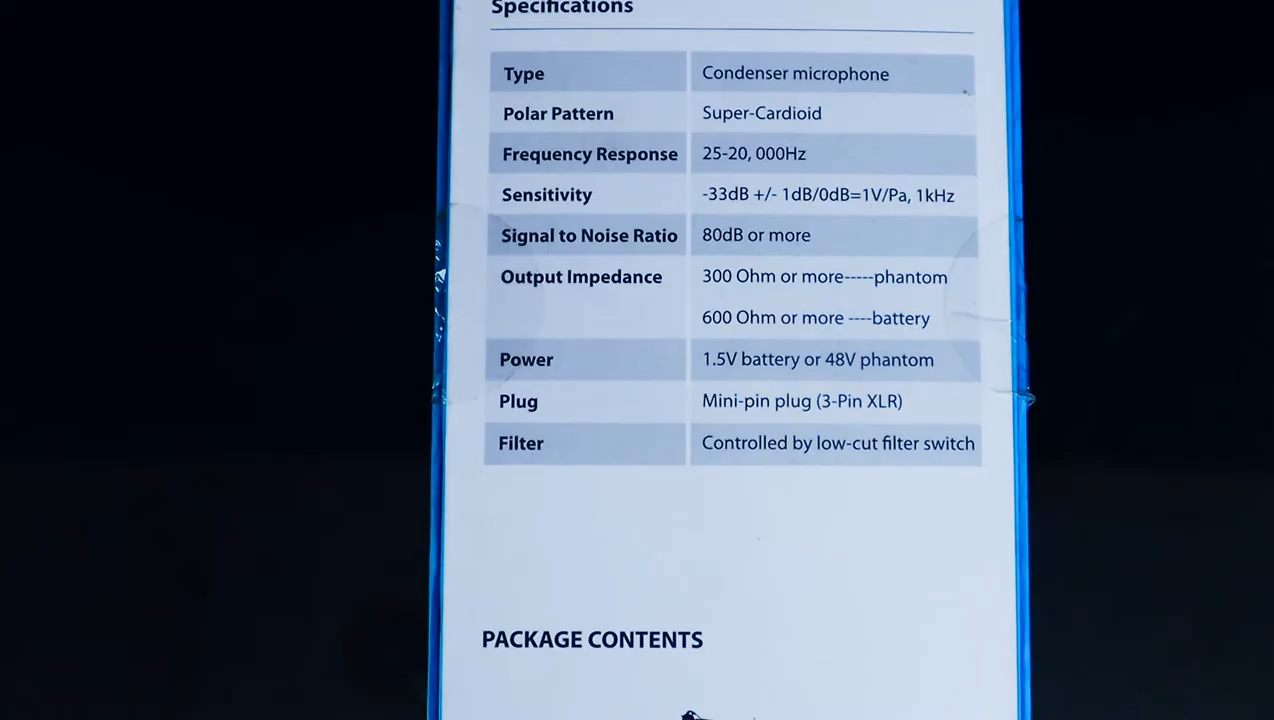 Specifications
Type Condenser microphone
Polar Pattern Super-Cardioid
Frequency Response 25-20, 000Hz
Sensitivity -33dB +/- 1dB/0dB=1V/Pa, 1kHz
Signal to Noise Ratio 80dB or more
Output Impedance 300 Ohm or more-----phantom
600 Ohm or more ----battery
Power 1.5V battery or 48V phantom
Plug Mini-pin plug (3-Pin XLR)
Filter Controlled by low-cut filter switch
PACKAGE CONTENTS